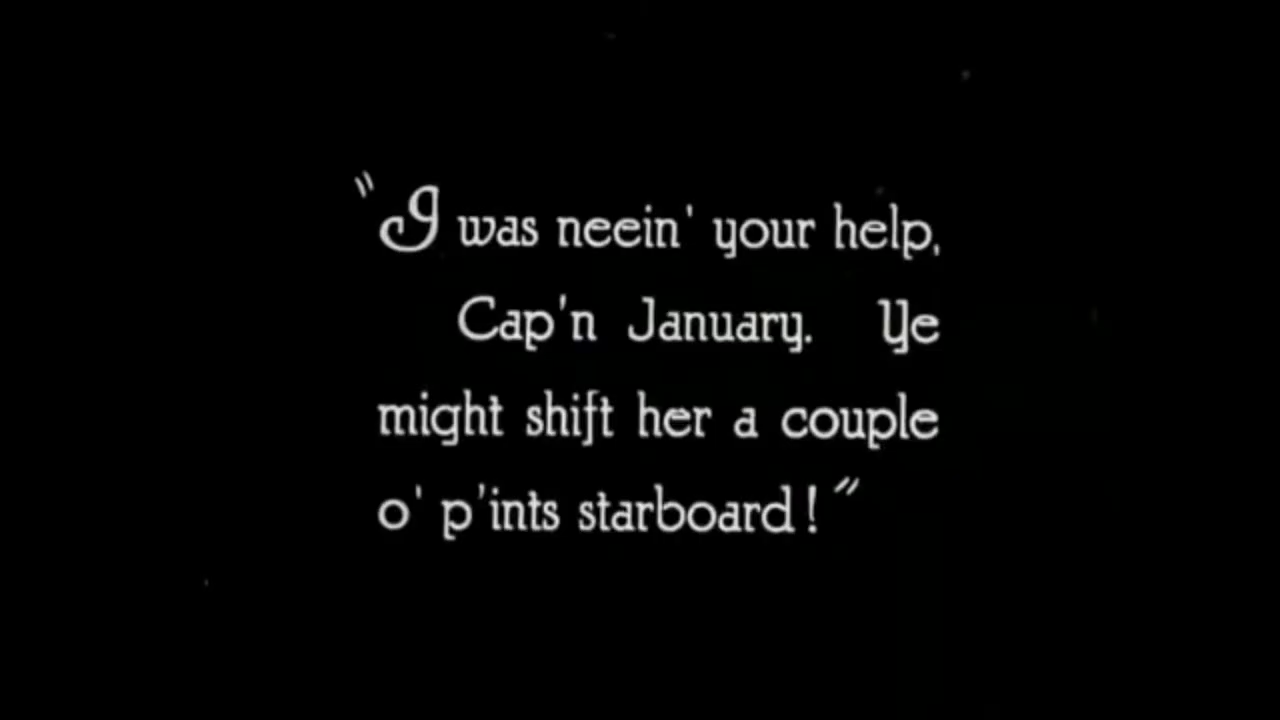 "I was neein' your help,
Cap'n January. Ye
might shift her a couple
o' p'ints starboard!"